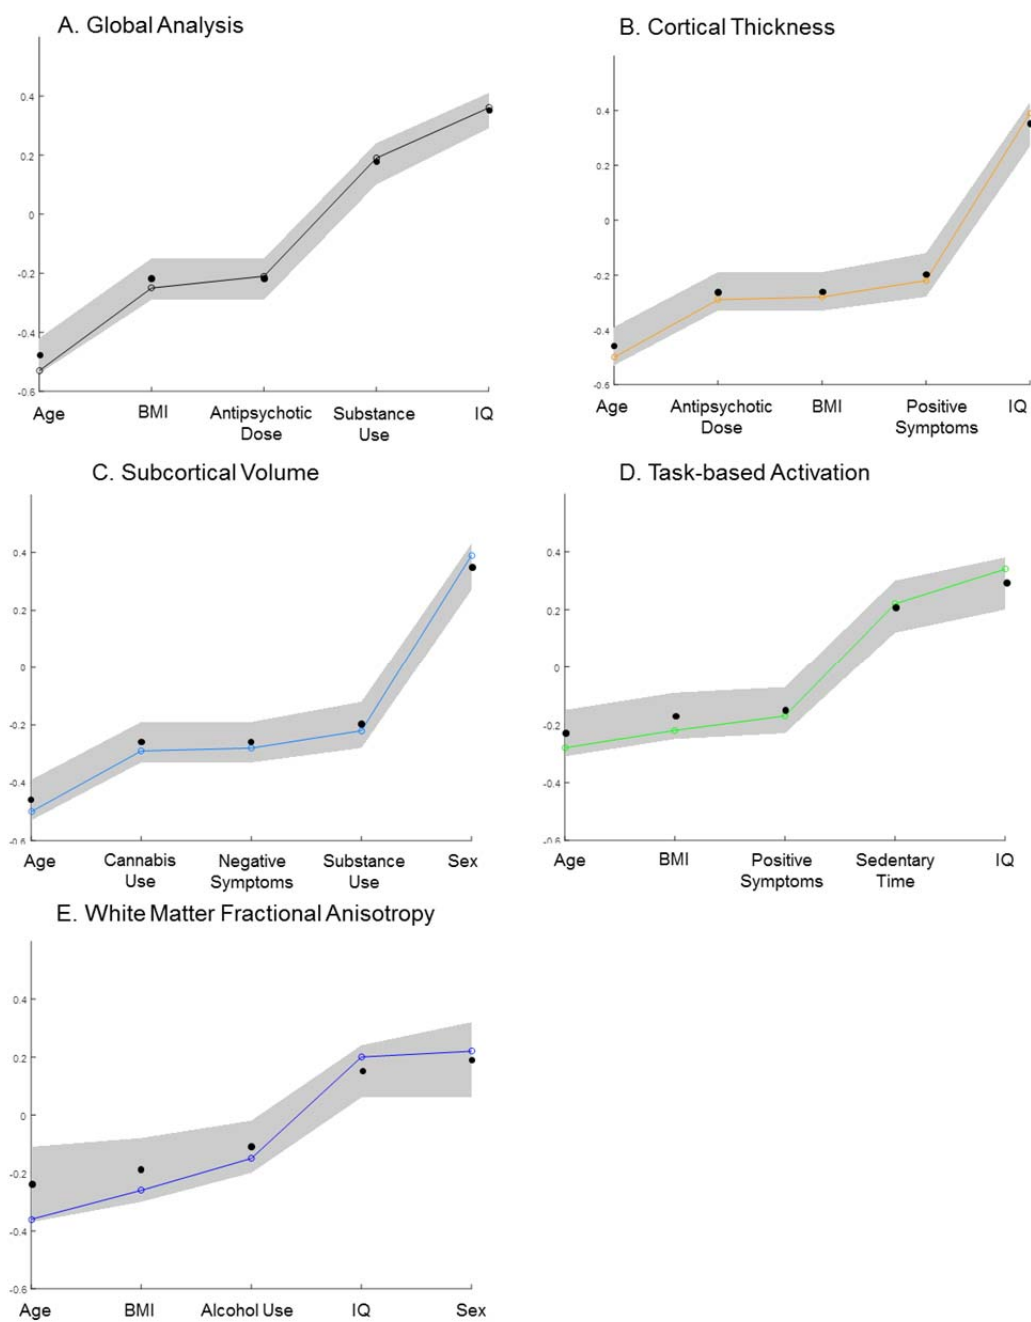 A. Global Analysis
0.4
0.2
0
-0.2
-0.4
-0.6
Age
BMI
Antipsychotic
Dose
Substance
Use
IQ
B. Cortical Thickness
0.4
0.2
0
-0.2
-0.4
-0.6
Age
Antipsychotic
Dose
BMI
Positive
Symptoms
IQ
C. Subcortical Volume
0.4
0.2
0
-0.2
-0.4
-0.6
Age
Cannabis
Use
Negative
Symptoms
Substance
Use
Sex
D. Task-based Activation
0.4
0.2
0
-0.2
-0.4
-0.6
Age
BMI
Positive
Symptoms
Sedentary
Time
IQ
E. White Matter Fractional Anisotropy
0.4
0.2
0
-0.2
-0.4
-0.6
Age
BMI
Alcohol Use
IQ
Sex